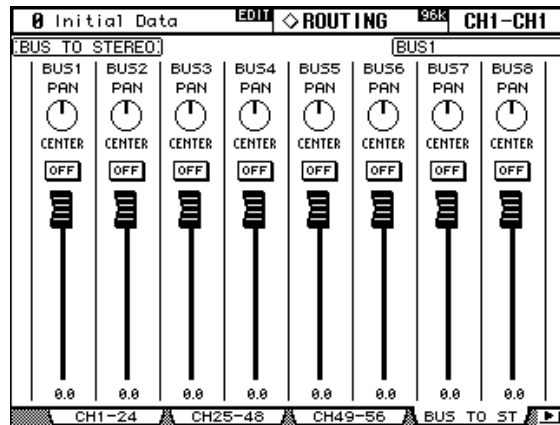 0 Initial Data EDIT ◇ROUTING 96k CH1-CH1
BUS TO STEREO BUS1
BUS1 BUS2 BUS3 BUS4 BUS5 BUS6 BUS7 BUS8
PAN PAN PAN PAN PAN PAN PAN PAN
CENTER CENTER CENTER CENTER CENTER CENTER CENTER CENTER
OFF OFF OFF OFF OFF OFF OFF OFF
0.0 0.0 0.0 0.0 0.0 0.0 0.0 0.0
CH1-24 CH25-48 CH49-56 BUS TO ST